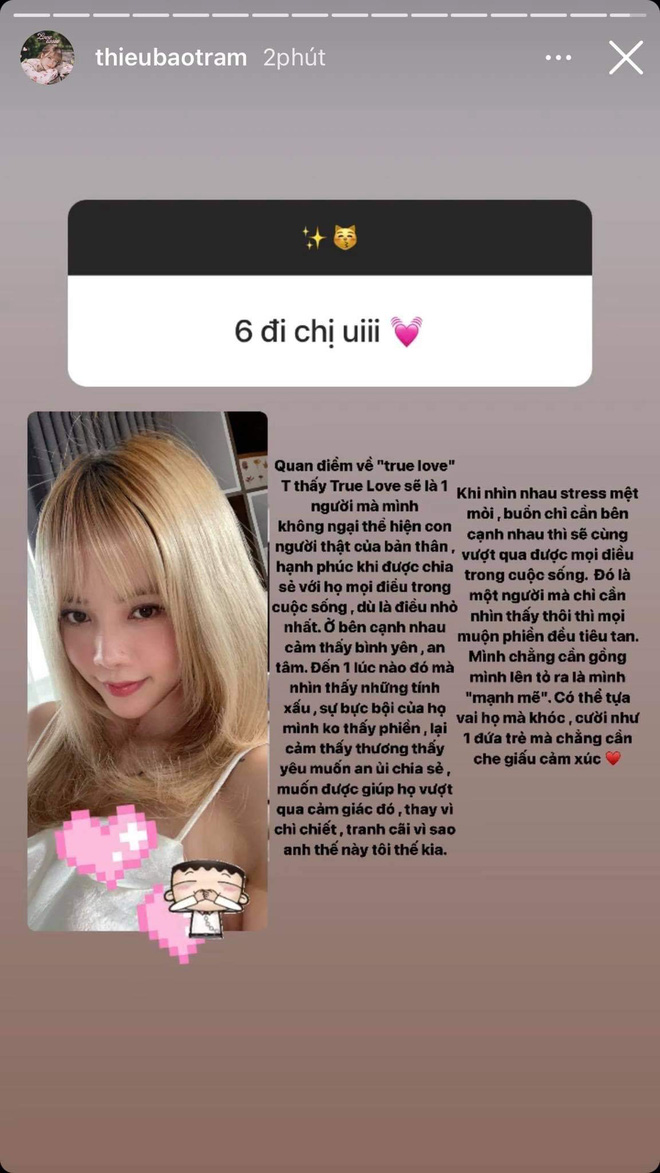 thieubaotram 2phút
6 đi chị uiii
Quan điểm về "true love"
T thấy True Love sẽ là 1
người mà mình
không ngại thể hiện con
người thật của bản thân ,
hạnh phúc khi được chia
sẻ với họ mọi điều trong
cuộc sống , dù là điều nhỏ
nhất. Ở bên cạnh nhau
cảm thấy bình yên , an
tâm. Đến 1 lúc nào đó mà
nhìn thấy những tính
xấu , sự bực bội của họ
mình ko thấy phiền , lại
cảm thấy thương thấy
yêu muốn an ủi chia sẻ ,
muốn được giúp họ vượt
qua cảm giác đó , thay vì
chì chiết , tranh cãi vì sao
anh thế này tôi thế kia.
Khi nhìn nhau stress mệt
mỏi , buồn chỉ cần bên
cạnh nhau thì sẽ cùng
vượt qua được mọi điều
trong cuộc sống. Đó là
một người mà chỉ cần
nhìn thấy thôi thì mọi
muộn phiền đều tiêu tan.
Mình chẳng cần gồng
mình lên tỏ ra là mình
"mạnh mẽ". Có thể tựa
vai họ mà khóc , cười như
1 đứa trẻ mà chẳng cần
che giấu cảm xúc